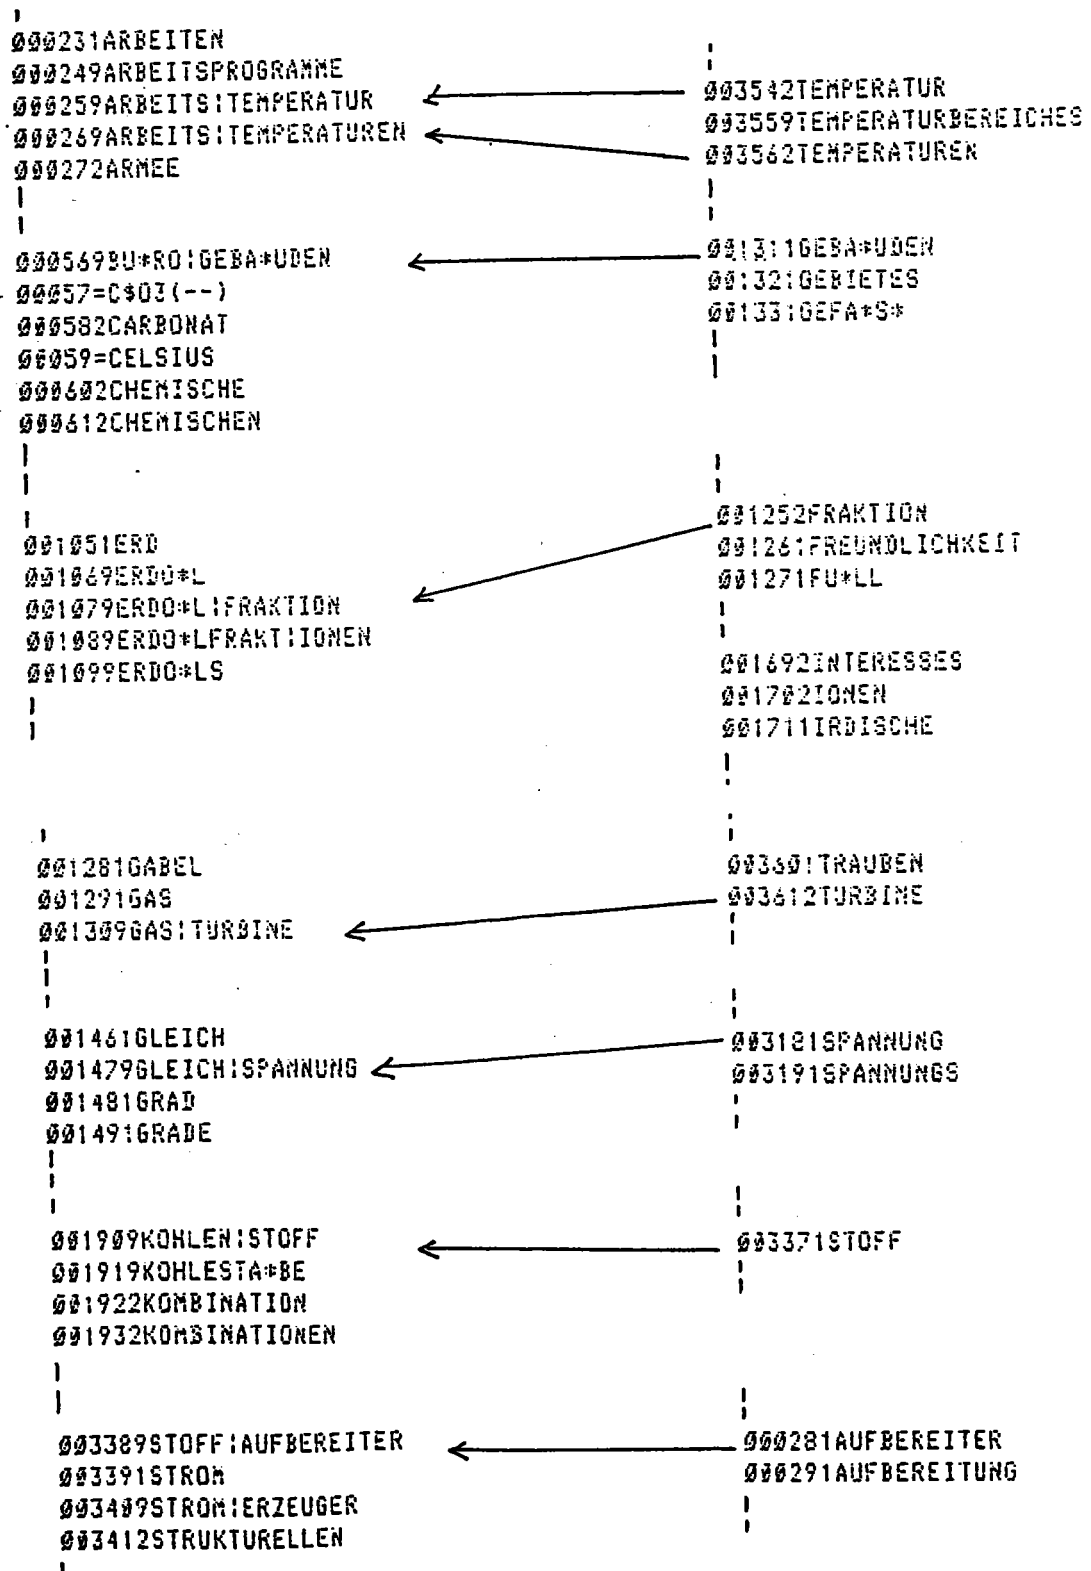 000231ARBEITEN
000249ARBEITSPROGRAMME
000259ARBEITS!TEMPERATUR
000269ARBEITS!TEMPERATUREN
000272ARMEE
003542TEMPERATUR
003559TEMPERATURBEREICHES
003562TEMPERATUREN
000569BU*RO!GEBA*UDEN
00057=C$O3(--)
000582CARBONAT
00059=CELSIUS
000602CHEMISCHE
000612CHEMISCHEN
001311GEBA*UDEN
001321GEBIETES
001331GEFA*S*
001051ERD
001069ERDO*L
001079ERDO*L!FRAKTION
001089ERDO*LFRAKT!IONEN
001099ERDO*LS
001252FRAKTION
001261FREUNDLICHKEIT
001271FU*LL
001692INTERESSES
001702IONEN
001711IRDISCHE
001281GABEL
001291GAS
001309GAS!TURBINE
003601TRAUBEN
003612TURBINE
001461GLEICH
001479GLEICH!SPANNUNG
001481GRAD
001491GRADE
003181SPANNUNG
003191SPANNUNGS
001909KOHLEN!STOFF
001919KOHLESTA*BE
001922KOMBINATION
001932KOMBINATIONEN
003371STOFF
003389STOFF!AUFBEREITER
003391STROM
003409STROM!ERZEUGER
003412STRUKTURELLEN
000281AUFBEREITER
000291AUFBEREITUNG